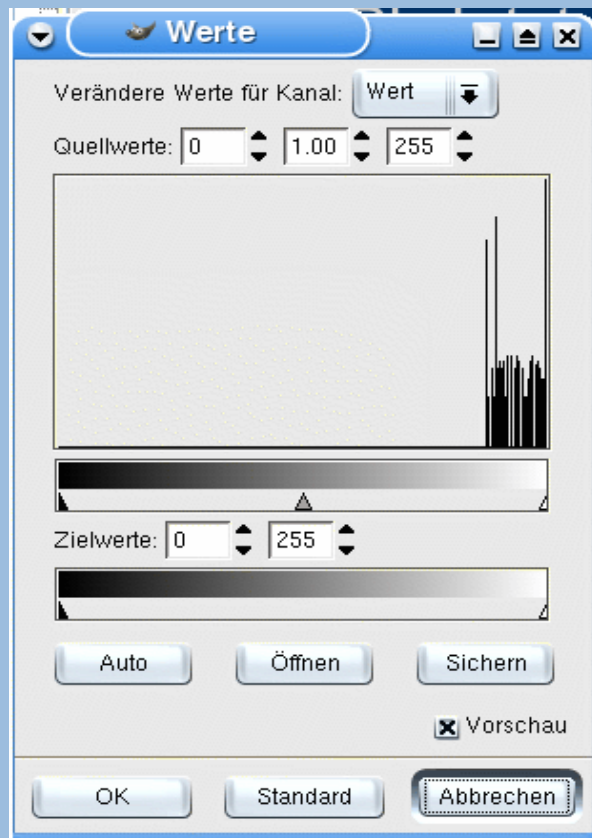 Werte
Verändere Werte für Kanal: Wert
Quellwerte: 0 1.00 255
Zielwerte: 0 255
Auto Öffnen Sichern
Vorschau
OK Standard Abbrechen